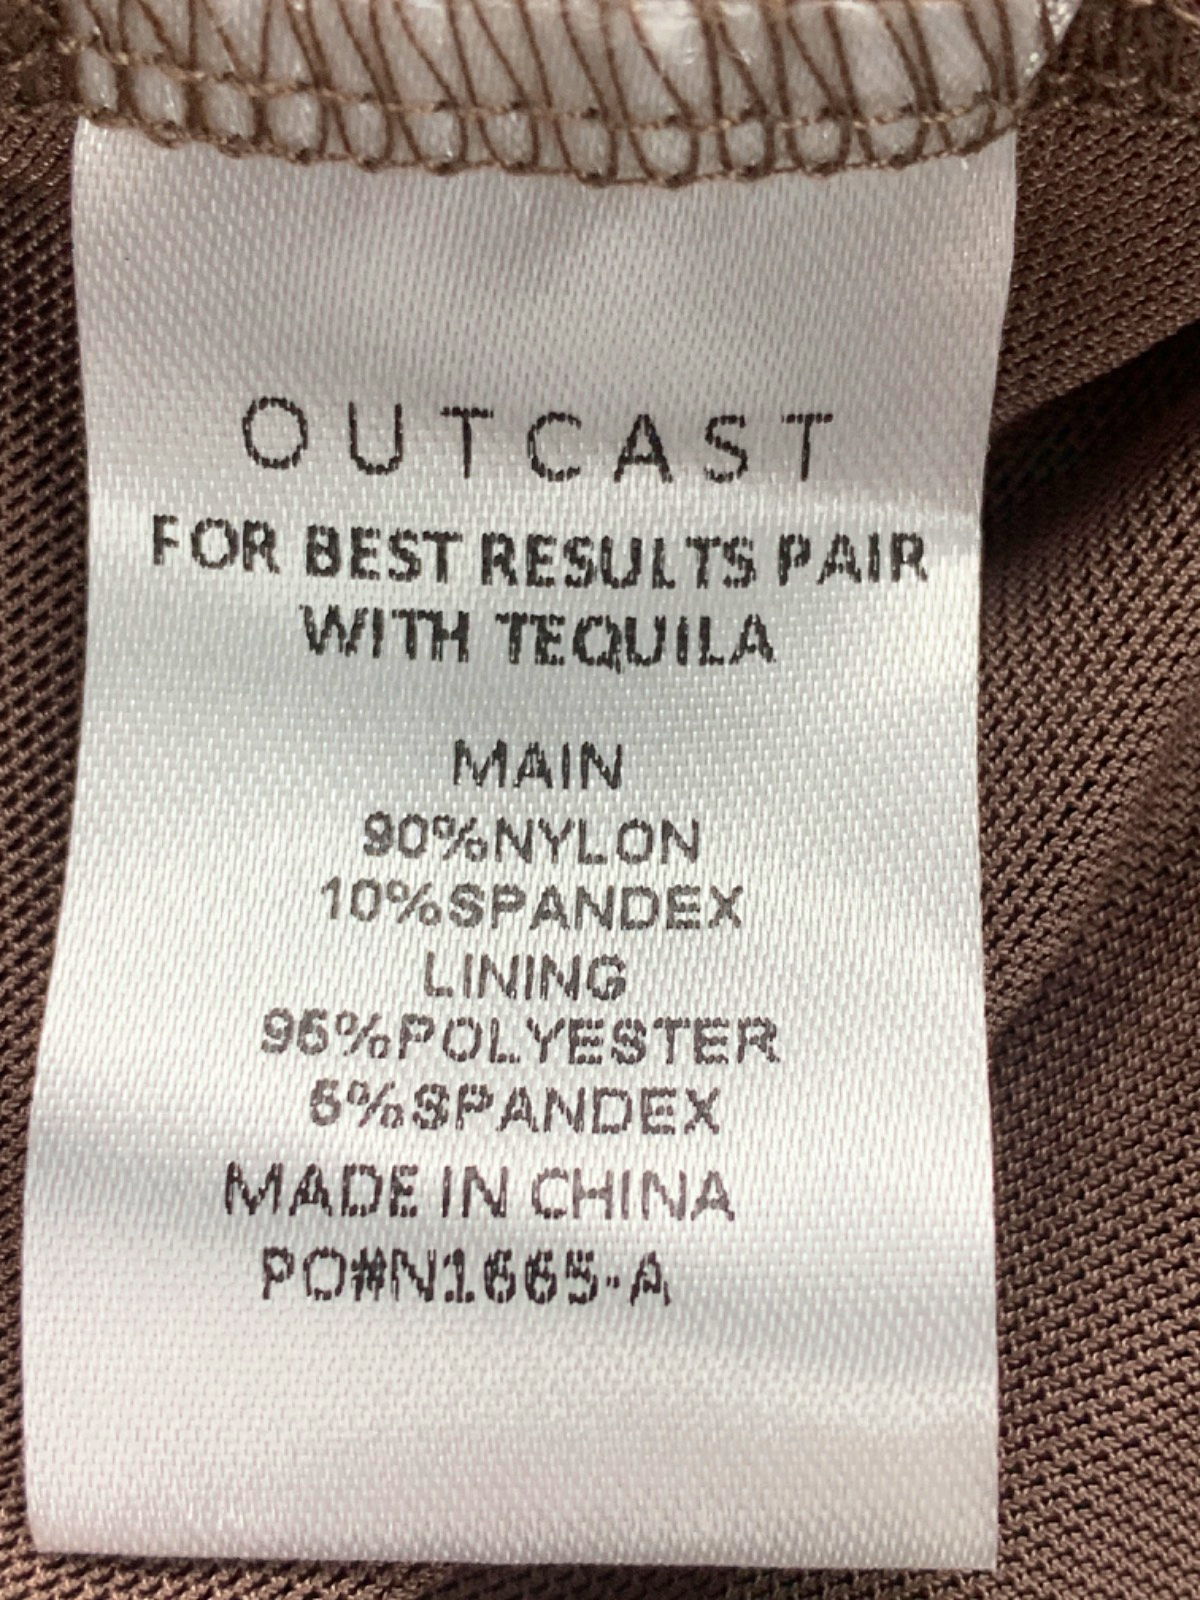 OUTCAST
FOR BEST RESULTS PAIR
WITH TEQUILA
MAIN
90%NYLON
10%SPANDEX
LINING
95%POLYESTER
5%SPANDEX
MADE IN CHINA
PO#N1665-A